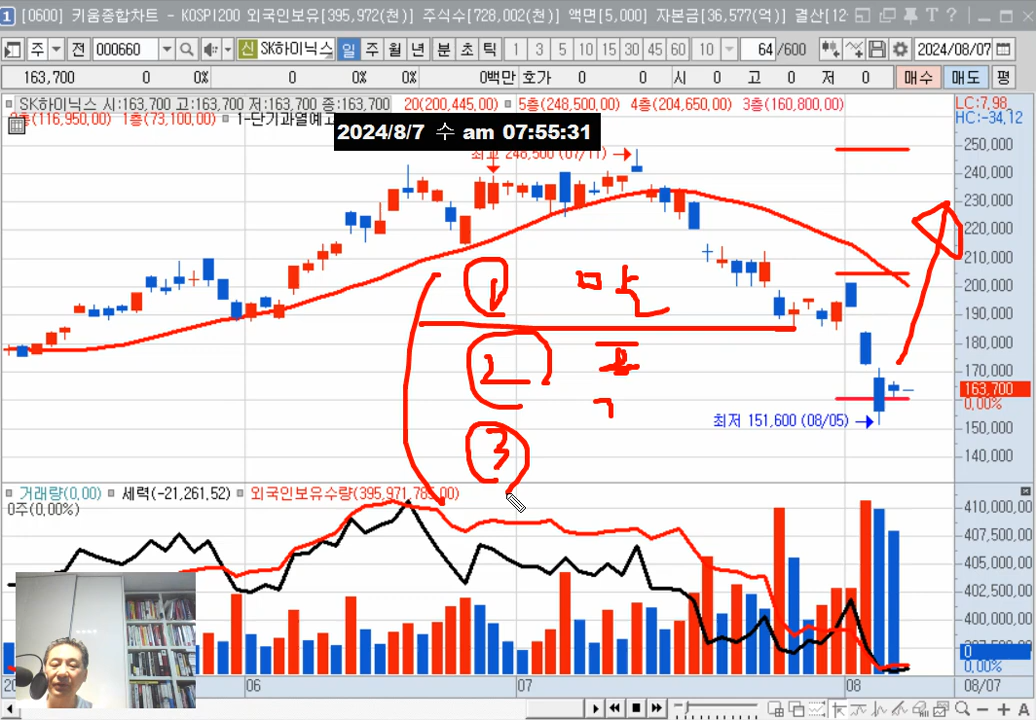 1 [0600] 키움종합차트 - KOSPI200 외국인보유[395,972(천)] 주식수[728,002(천)] 액면[5,000] 자본금[36,577(억)] 결산[12
주 전 000660 신 SK하이닉스 일 주 월 년 분 초 틱 1 3 5 10 15 30 45 60 10 64 /600 2024/08/07
163,700 0 0% 0 0% 0% 0백만 호가 0 0 시 0 고 0 저 0 매수 매도 평
SK하이닉스 시:163,700 고:163,700 저:163,700 종:163,700 20(200,445.00) 5층(248,500.00) 4층(204,650.00) 3층(160,800.00) LC:7.98
2층(116,950.00) 1층(73,100.00) 1-단기과열예고 HC:-34.12
2024/8/7 수 am 07:55:31
최고 248,500 (07/11)
250,000
240,000
230,000
220,000
210,000
200,000
190,000
180,000
170,000
163,700
0.00%
150,000
140,000
1
2
3
최저 151,600 (08/05)
거래량(0.00) 세력(-21,261.52) 외국인보유수량(395,971,785.00)
0주(0.00%)
410,000.00
407,500.00
405,000.00
402,500.00
400,000.00
0
0.00%
06 07 08 08/07